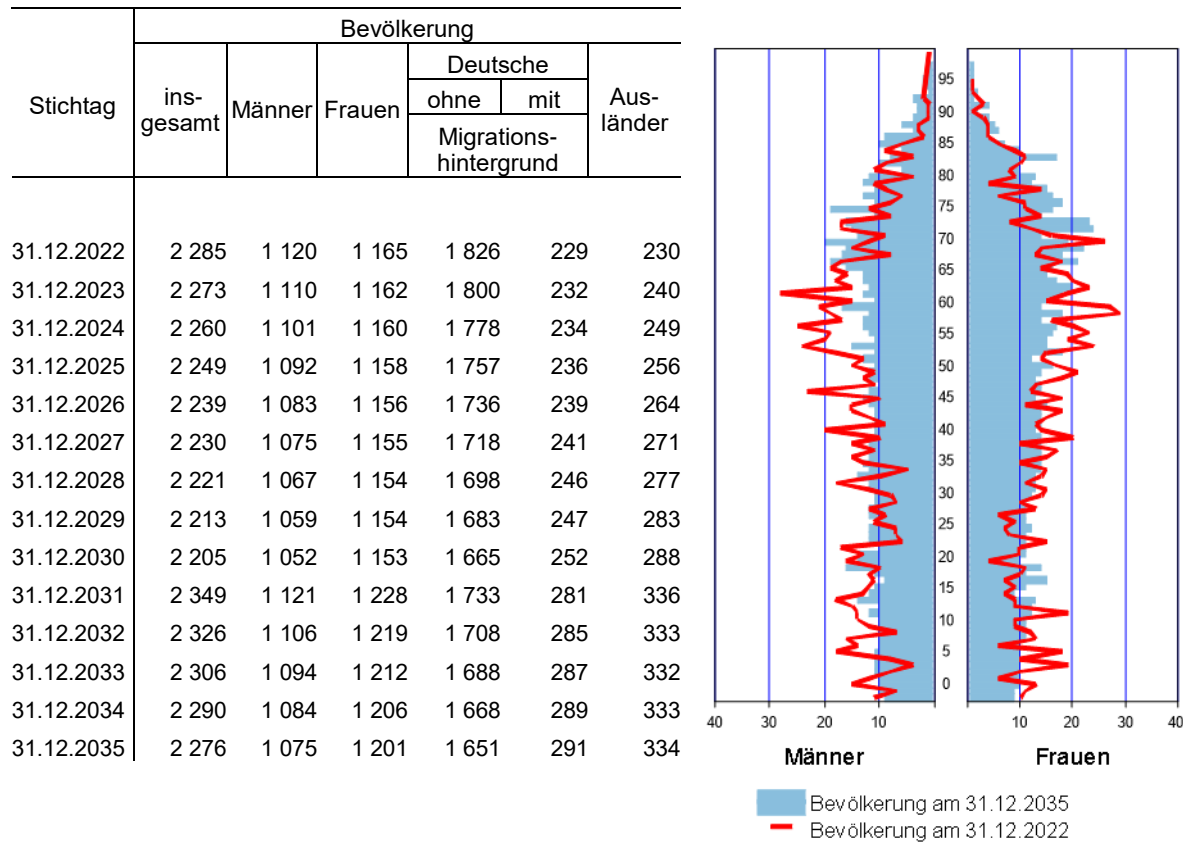 Bevölkerung
Stichtag
ins-
gesamt
Männer
Frauen
Deutsche
ohne
mit
Migrations-
hintergrund
Aus-
länder
31.12.2022 2 285 1 120 1 165 1 826 229 230
31.12.2023 2 273 1 110 1 162 1 800 232 240
31.12.2024 2 260 1 101 1 160 1 778 234 249
31.12.2025 2 249 1 092 1 158 1 757 236 256
31.12.2026 2 239 1 083 1 156 1 736 239 264
31.12.2027 2 230 1 075 1 155 1 718 241 271
31.12.2028 2 221 1 067 1 154 1 698 246 277
31.12.2029 2 213 1 059 1 154 1 683 247 283
31.12.2030 2 205 1 052 1 153 1 665 252 288
31.12.2031 2 349 1 121 1 228 1 733 281 336
31.12.2032 2 326 1 106 1 219 1 708 285 333
31.12.2033 2 306 1 094 1 212 1 688 287 332
31.12.2034 2 290 1 084 1 206 1 668 289 333
31.12.2035 2 276 1 075 1 201 1 651 291 334
95
90
85
80
75
70
65
60
55
50
45
40
35
30
25
20
15
10
5
0
40 30 20 10 10 20 30 40
Männer Frauen
Bevölkerung am 31.12.2035
Bevölkerung am 31.12.2022